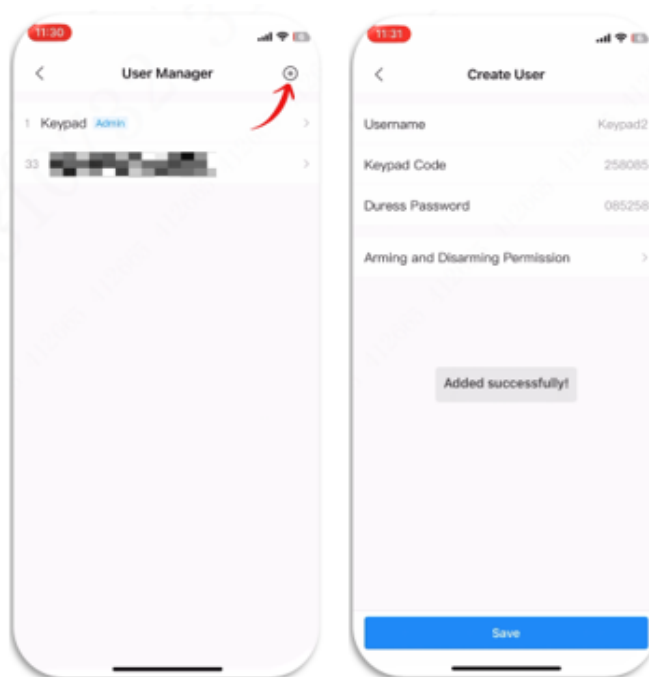 11:30
User Manager
1 Keypad Admin
33
11:31
Create User
Username Keypad2
Keypad Code 258085
Duress Password 085258
Arming and Disarming Permission
Added successfully!
Save